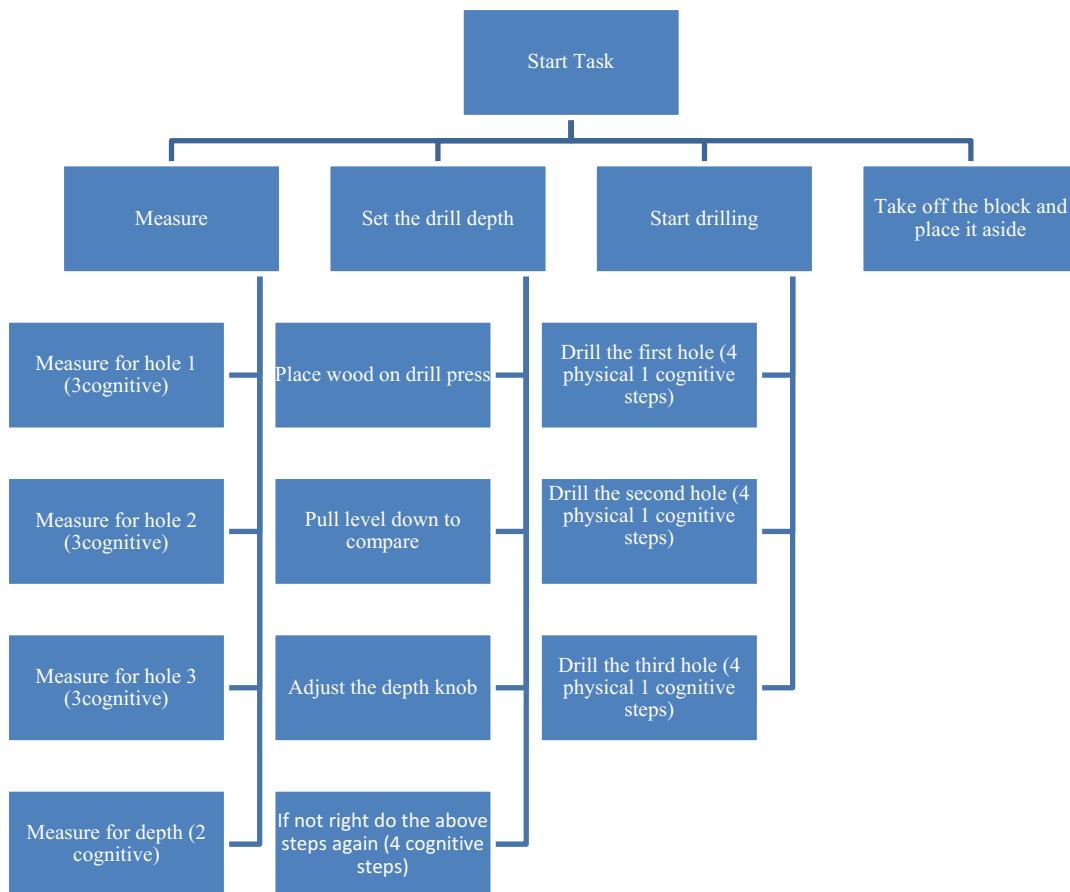 Start Task
Measure
Set the drill depth
Start drilling
Take off the block and
place it aside
Measure for hole 1
(3cognitive)
Place wood on drill press
Drill the first hole (4
physical 1 cognitive
steps)
Measure for hole 2
(3cognitive)
Pull level down to
compare
Drill the second hole (4
physical 1 cognitive
steps)
Measure for hole 3
(3cognitive)
Adjust the depth knob
Drill the third hole (4
physical 1 cognitive
steps)
Measure for depth (2
cognitive)
If not right do the above
steps again (4 cognitive
steps)